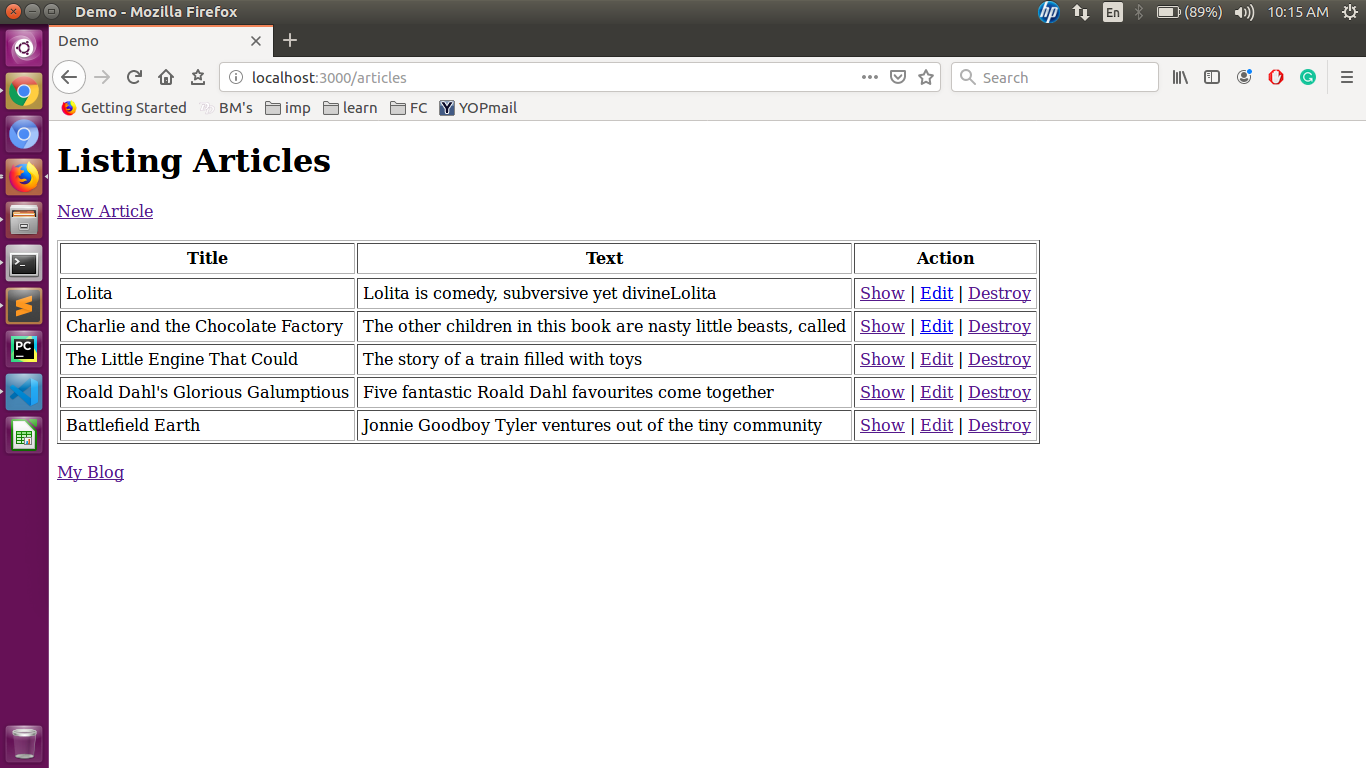 Demo - Mozilla Firefox
hp En (89%) 10:15 AM
Demo
localhost:3000/articles
Search
Getting Started BM's imp learn FC Y YOPmail
Listing Articles
New Article
Title Text Action
Lolita Lolita is comedy, subversive yet divineLolita Show | Edit | Destroy
Charlie and the Chocolate Factory The other children in this book are nasty little beasts, called Show | Edit | Destroy
The Little Engine That Could The story of a train filled with toys Show | Edit | Destroy
Roald Dahl's Glorious Galumptious Five fantastic Roald Dahl favourites come together Show | Edit | Destroy
Battlefield Earth Jonnie Goodboy Tyler ventures out of the tiny community Show | Edit | Destroy
My Blog
PC